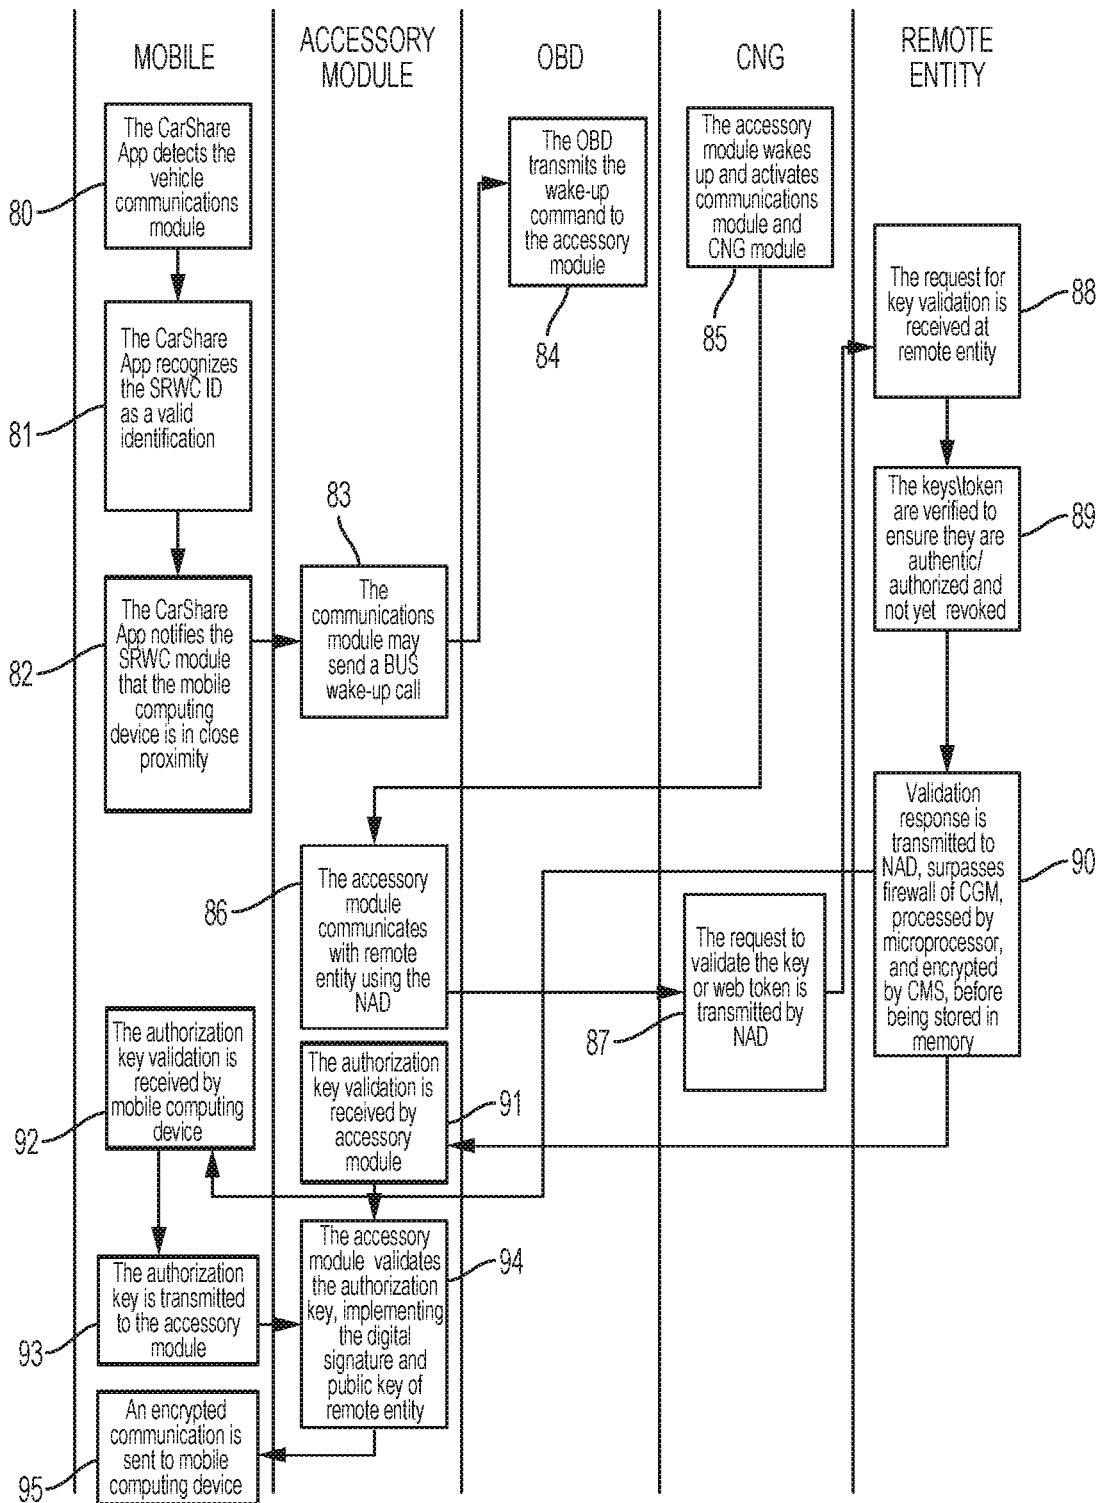 MOBILE
ACCESSORY
MODULE
OBD
CNG
REMOTE
ENTITY
The CarShare
App detects the
vehicle
communications
module
80
The CarShare
App recognizes
the SRWC ID
as a valid
identification
81
The CarShare
App notifies the
SRWC module
that the mobile
computing
device is in close
proximity
82
83
The
communications
module may
send a BUS
wake-up call
The OBD
transmits the
wake-up
command to
the accessory
module
84
The accessory
module wakes
up and activates
communications
module and
CNG module
85
The accessory
module
communicates
with remote
entity using the
NAD
86
The request to
validate the key
or web token is
transmitted by
NAD
87
The request for
key validation is
received at
remote entity
88
The keys\token
are verified to
ensure they are
authentic/
authorized and
not yet revoked
89
Validation
response is
transmitted to
NAD, surpasses
firewall of CGM,
processed by
microprocessor,
and encrypted
by CMS, before
being stored in
memory
90
The authorization
key validation is
received by
accessory
module
91
The authorization
key validation is
received by
mobile computing
device
92
The authorization
key is transmitted
to the accessory
module
93
The accessory
module validates
the authorization
key, implementing
the digital
signature and
public key of
remote entity
94
An encrypted
communication is
sent to mobile
computing device
95